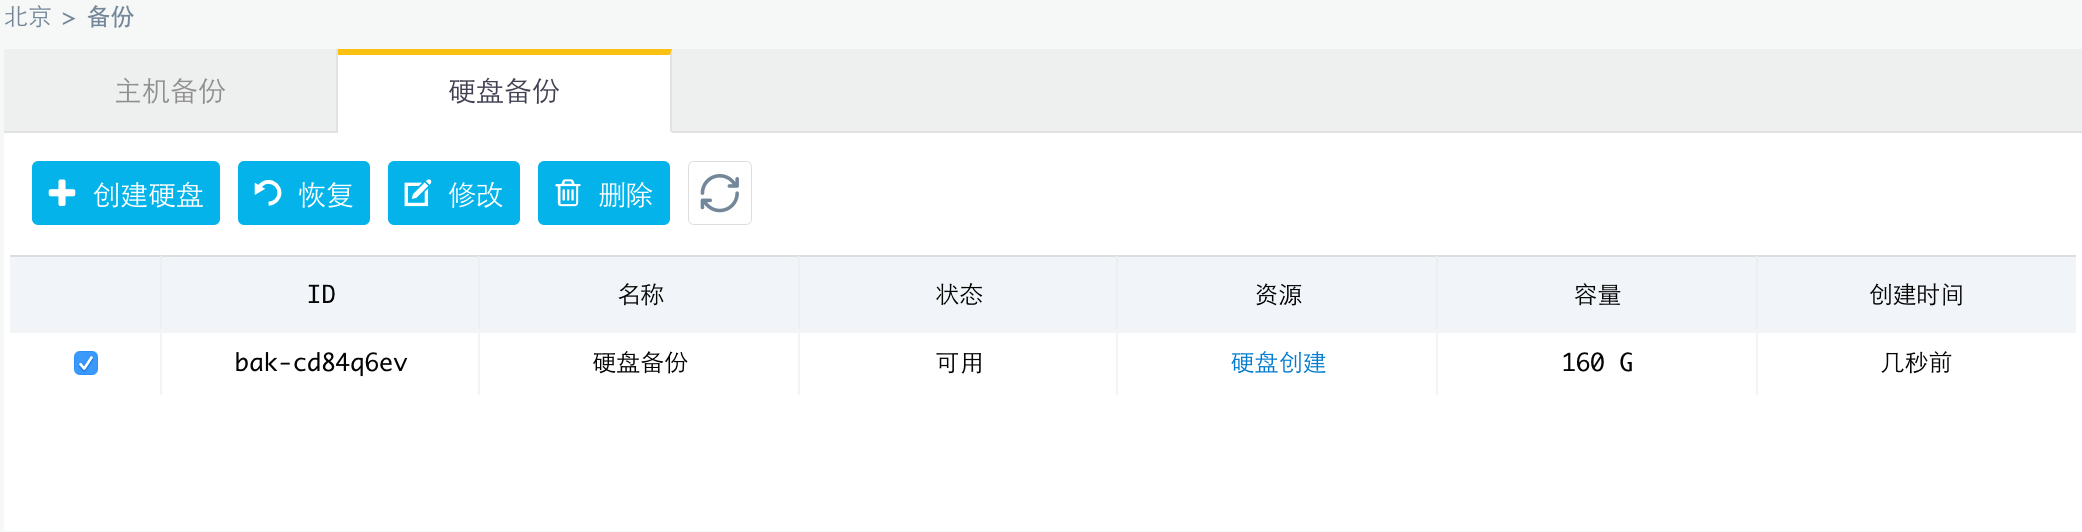 北京 > 备份
主机备份 硬盘备份
创建硬盘 恢复 修改 删除
ID 名称 状态 资源 容量 创建时间
bak-cd84q6ev 硬盘备份 可用 硬盘创建 160 G 几秒前